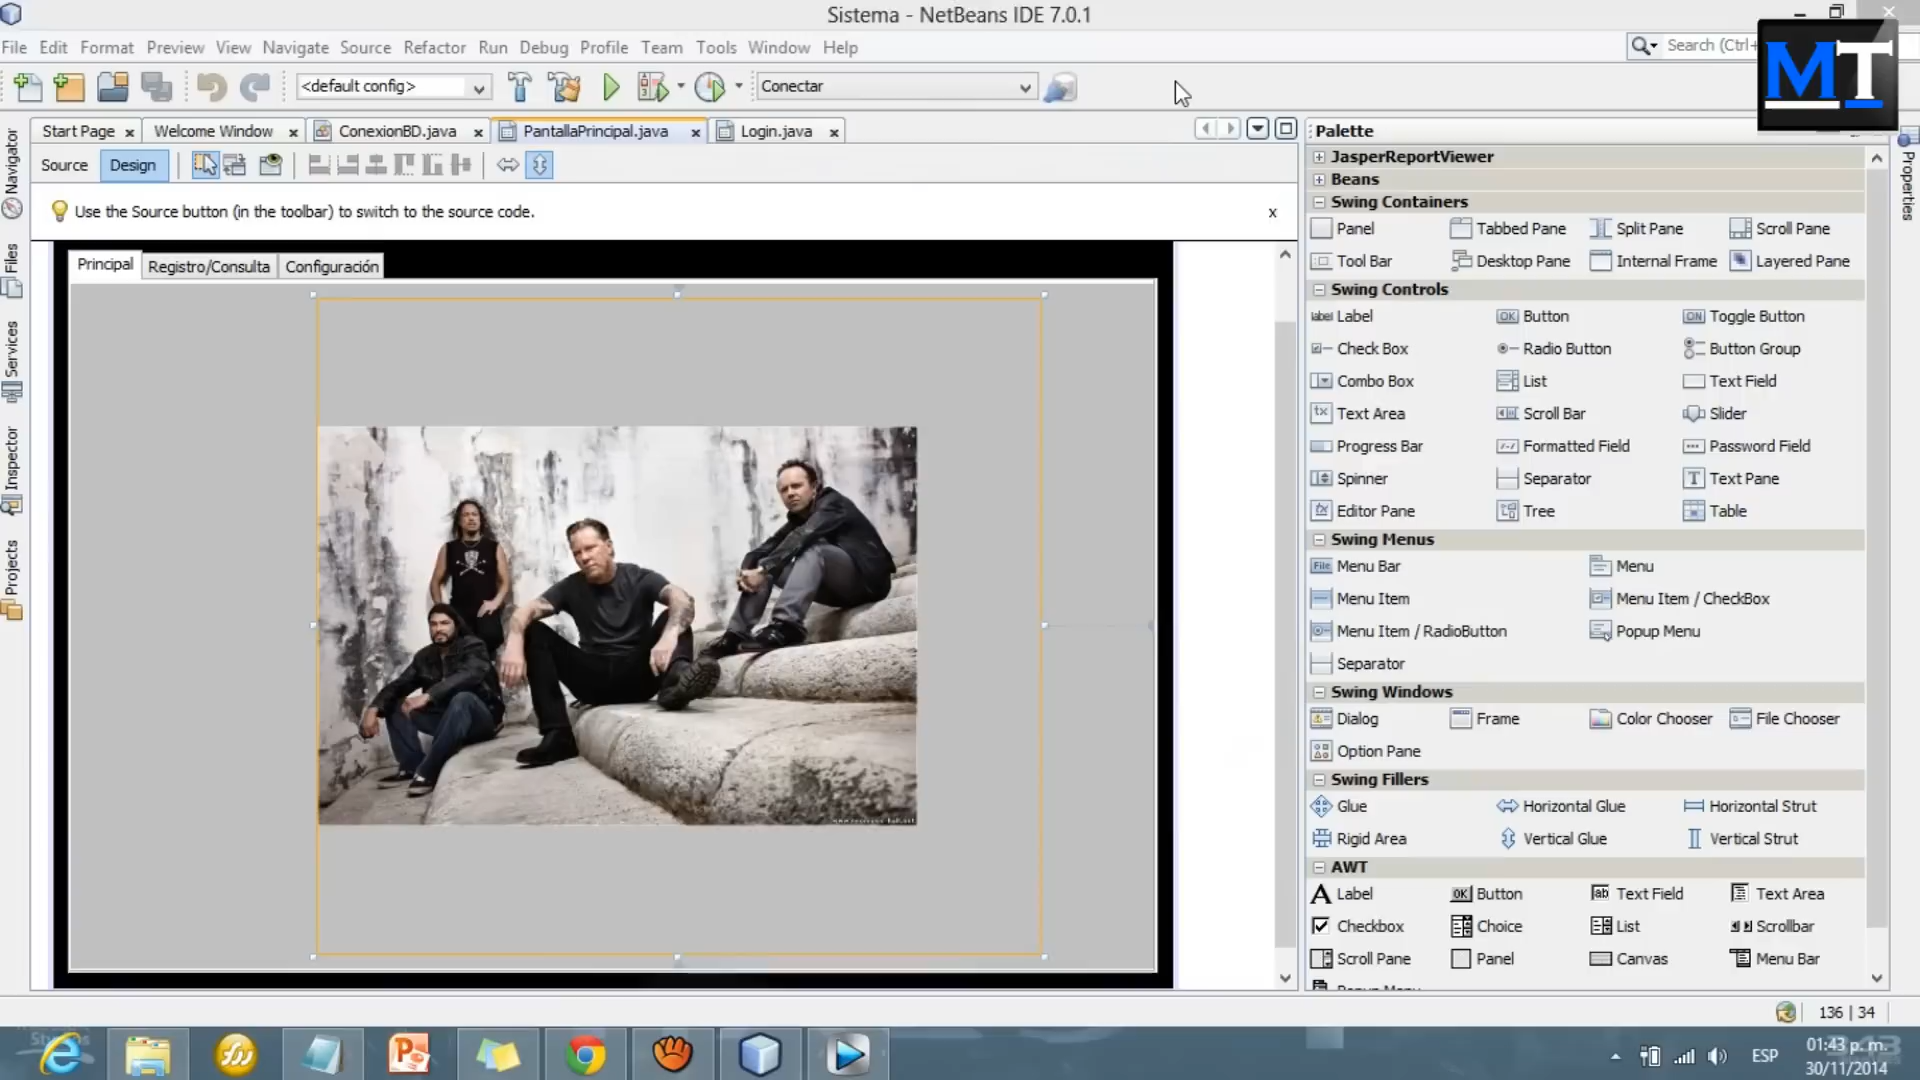 Sistema - NetBeans IDE 7.0.1
File Edit Format Preview View Navigate Source Refactor Run Debug Profile Team Tools Window Help
Search (Ctrl+
MT
<default config>
Conectar
Start Page Welcome Window ConexionBD.java PantallaPrincipal.java Login.java
Source Design
Use the Source button (in the toolbar) to switch to the source code.
x
Principal Registro/Consulta Configuración
Navigator
Files
Services
Inspector
Projects
Palette
Properties
JasperReportViewer
Beans
Swing Containers
Panel Tabbed Pane Split Pane Scroll Pane
Tool Bar Desktop Pane Internal Frame Layered Pane
Swing Controls
label Label OK Button ON Toggle Button
Check Box Radio Button Button Group
Combo Box List Text Field
Text Area Scroll Bar Slider
Progress Bar Formatted Field Password Field
Spinner Separator Text Pane
Editor Pane Tree Table
Swing Menus
File Menu Bar Menu
Menu Item Menu Item / CheckBox
Menu Item / RadioButton Popup Menu
Separator
Swing Windows
Dialog Frame Color Chooser File Chooser
Option Pane
Swing Fillers
Glue Horizontal Glue Horizontal Strut
Rigid Area Vertical Glue Vertical Strut
AWT
A Label OK Button ab Text Field Text Area
Checkbox Choice List Scrollbar
Scroll Pane Panel Canvas Menu Bar
Popup Menu
136 | 34
ESP
01:43 p. m.
30/11/2014